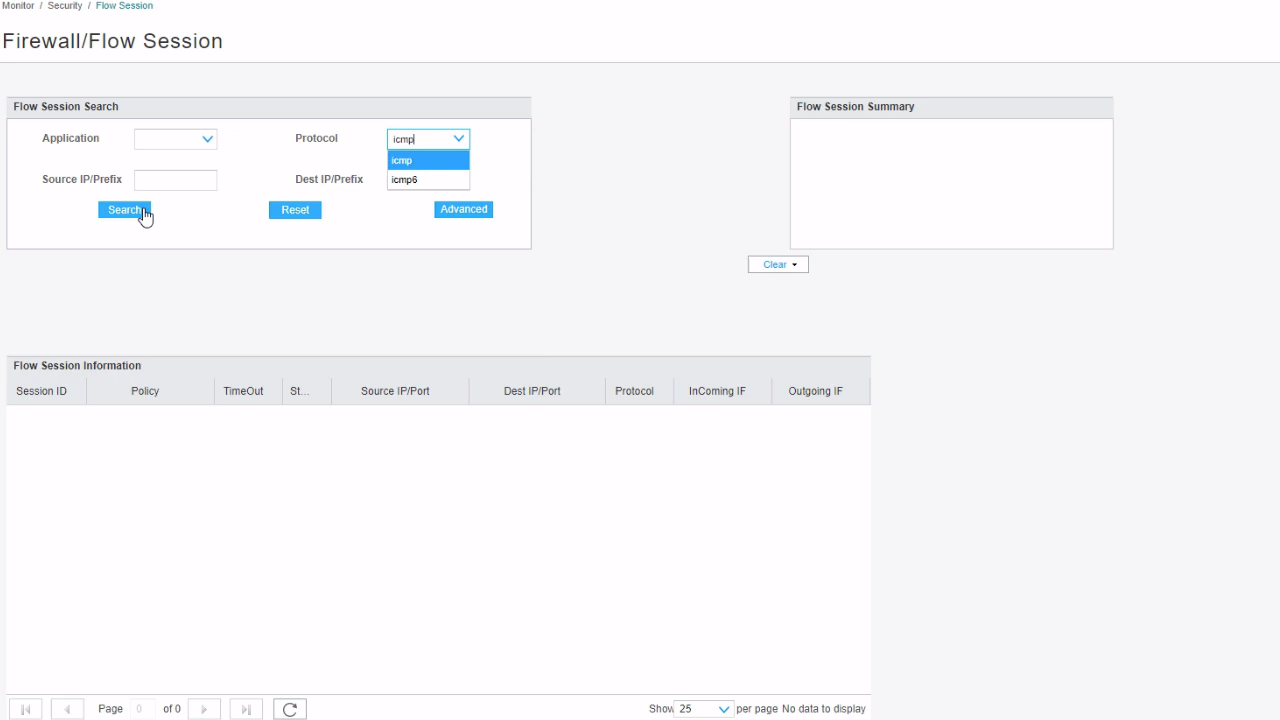 Monitor / Security / Flow Session
Firewall/Flow Session
Flow Session Search
Flow Session Summary
Application
Protocol
icmp
icmp
Source IP/Prefix
Dest IP/Prefix
icmp6
Search
Reset
Advanced
Clear
Flow Session Information
Session ID Policy TimeOut St... Source IP/Port Dest IP/Port Protocol InComing IF Outgoing IF
Page 0 of 0 Show 25 per page No data to display